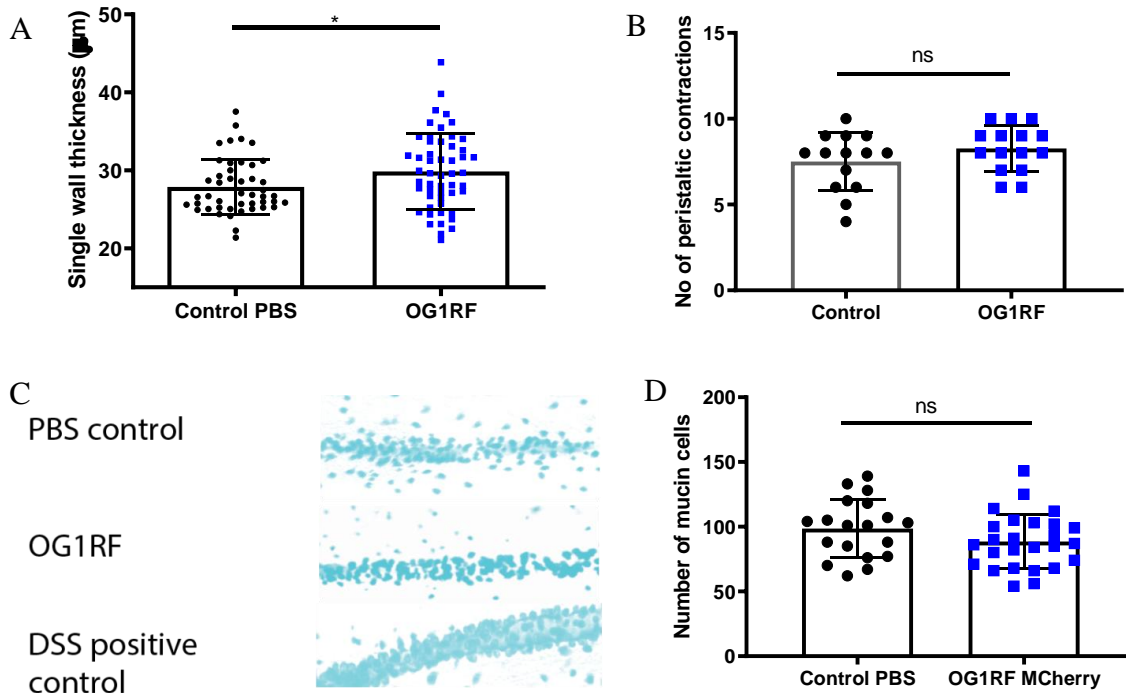 A
Single wall thickness (µm)
50
40
30
20
*
Control PBS
OG1RF
B
No of peristaltic contractions
15
10
5
0
ns
Control
OG1RF
C
PBS control
OG1RF
DSS positive
control
D
Number of mucin cells
200
150
100
50
0
ns
Control PBS
OG1RF MCherry